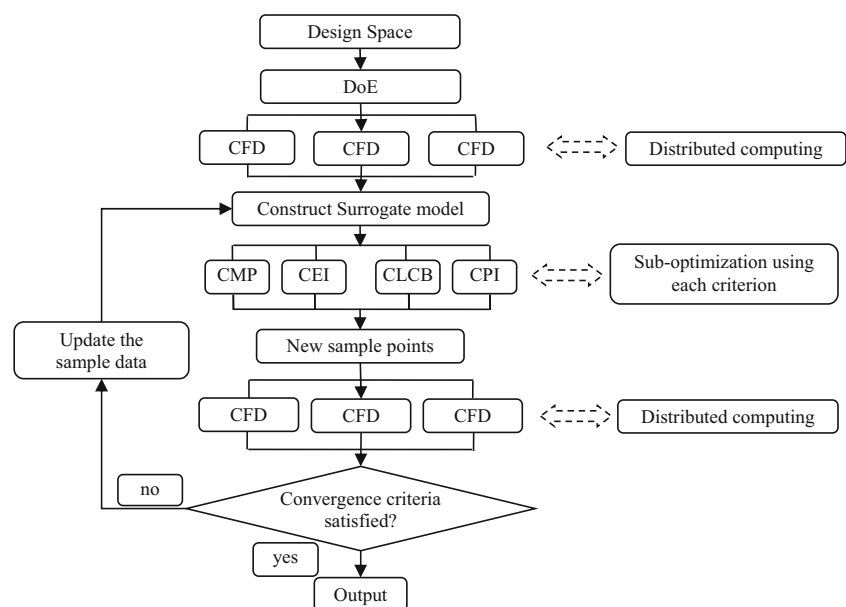 Design Space
DoE
CFD
CFD
CFD
Distributed computing
Construct Surrogate model
CMP
CEI
CLCB
CPI
Sub-optimization using
each criterion
Update the
sample data
New sample points
CFD
CFD
CFD
Distributed computing
no
Convergence criteria
satisfied?
yes
Output